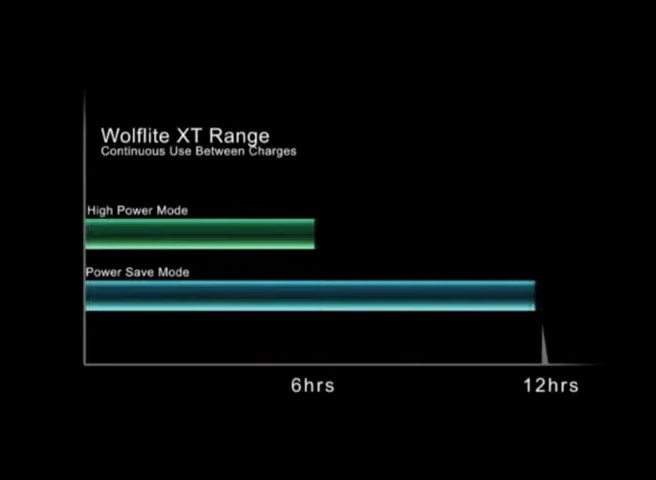 Wolflite XT Range
Continuous Use Between Charges
High Power Mode
Power Save Mode
6hrs
12hrs